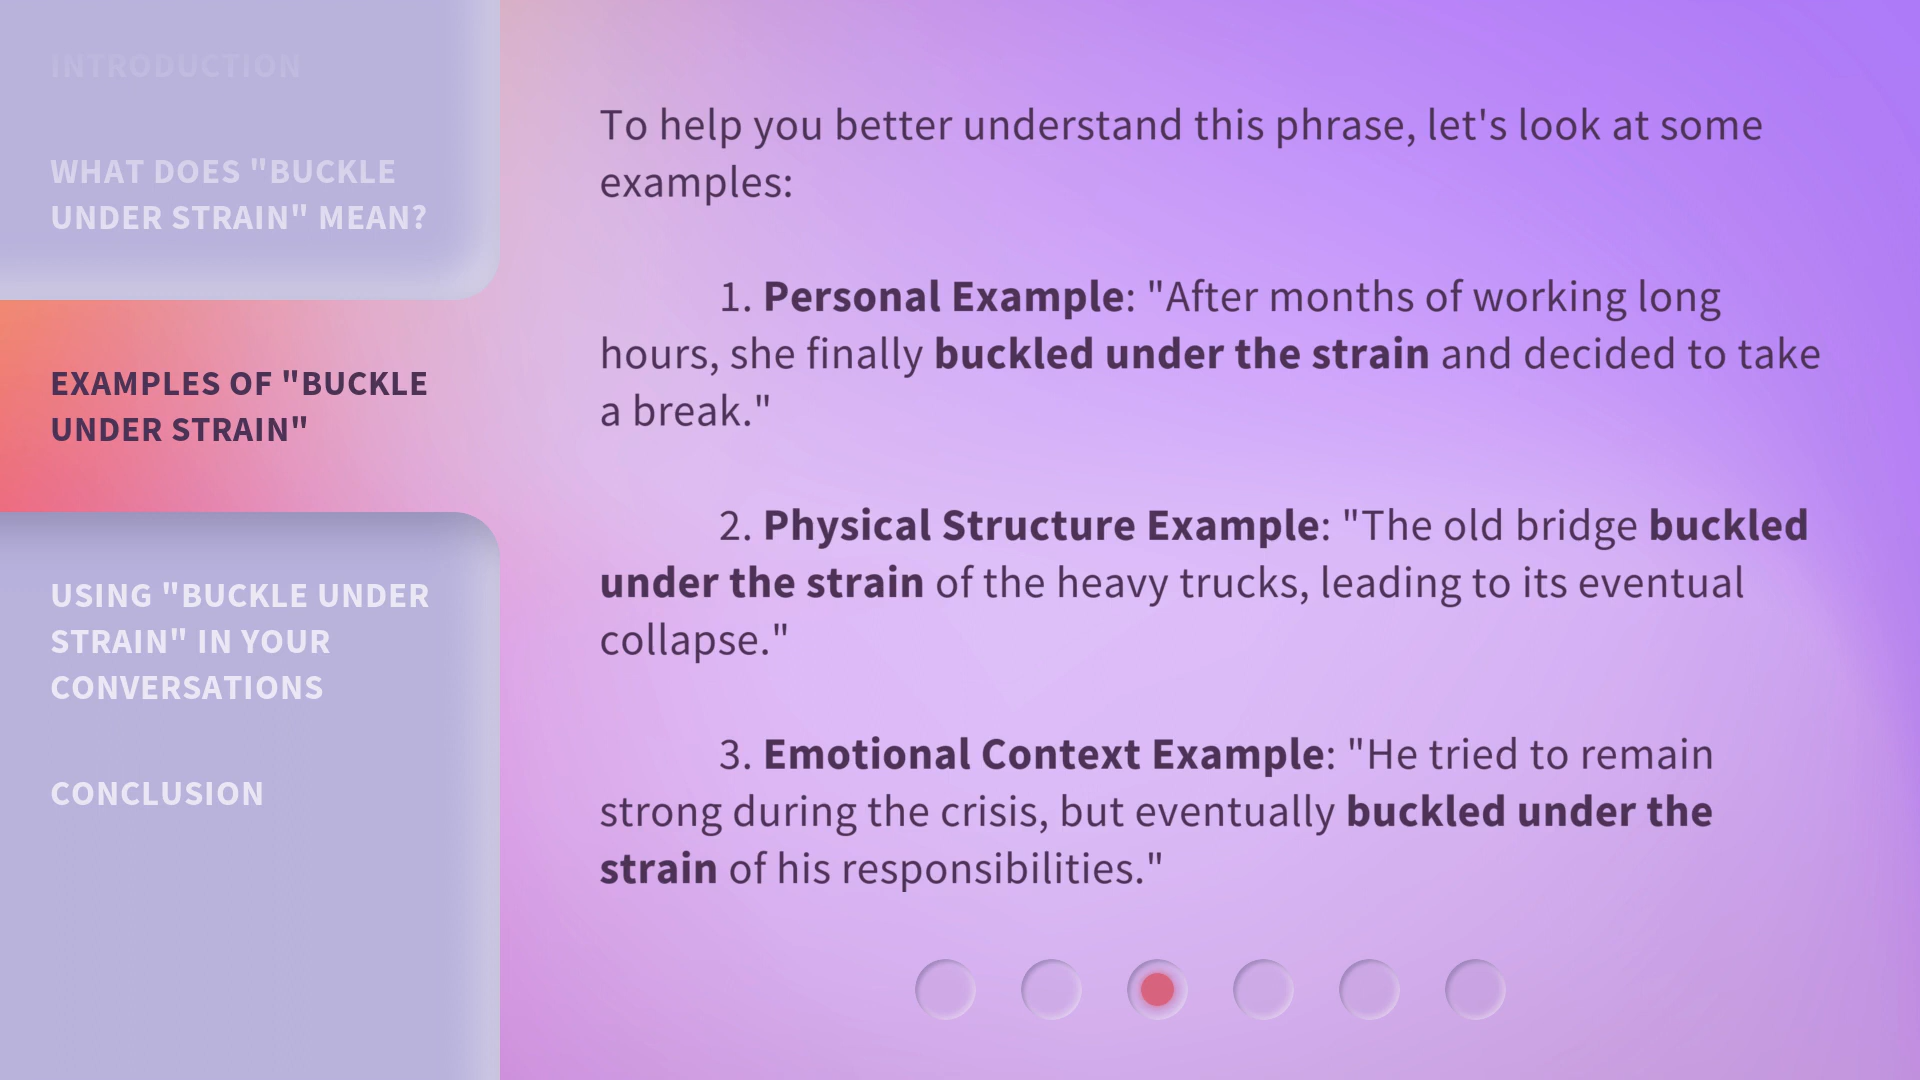 INTRODUCTION
WHAT DOES "BUCKLE
UNDER STRAIN" MEAN?
EXAMPLES OF "BUCKLE
UNDER STRAIN"
USING "BUCKLE UNDER
STRAIN" IN YOUR
CONVERSATIONS
CONCLUSION
To help you better understand this phrase, let's look at some
examples:
1. Personal Example: "After months of working long
hours, she finally buckled under the strain and decided to take
a break."
2. Physical Structure Example: "The old bridge buckled
under the strain of the heavy trucks, leading to its eventual
collapse."
3. Emotional Context Example: "He tried to remain
strong during the crisis, but eventually buckled under the
strain of his responsibilities."